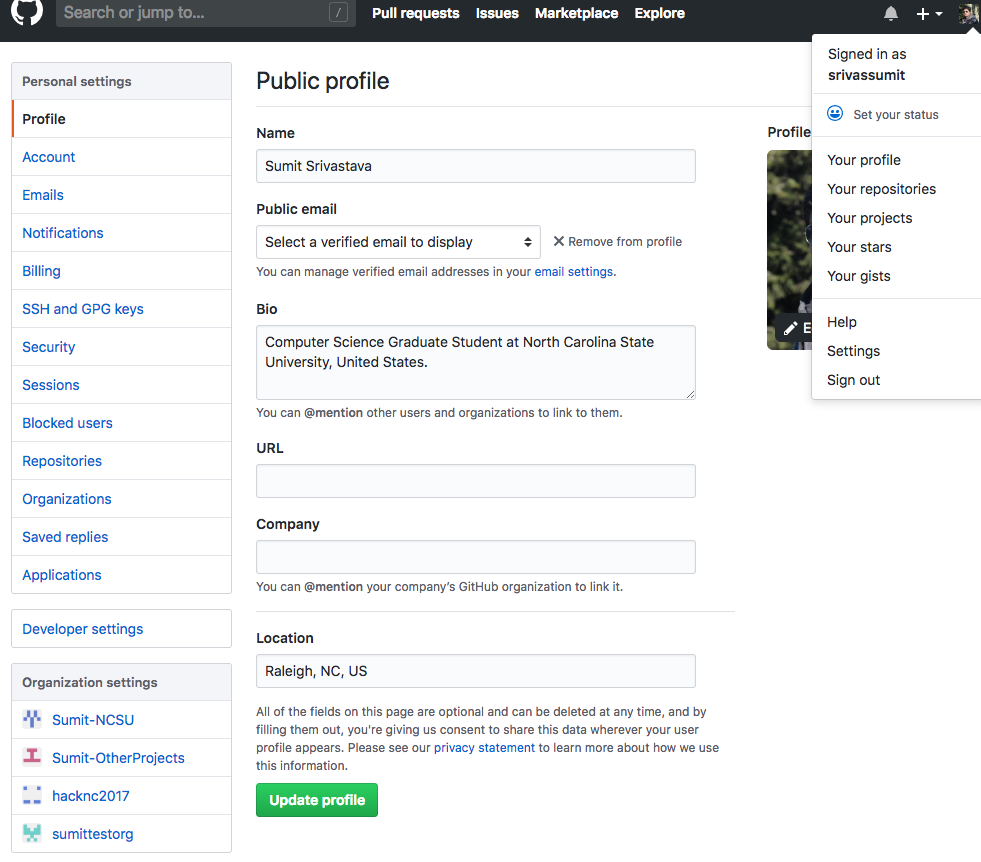 Search or jump to...
/
Pull requests
Issues
Marketplace
Explore
Signed in as
srivassumit
Set your status
Your profile
Your repositories
Your projects
Your stars
Your gists
Help
Settings
Sign out
Personal settings
Profile
Account
Emails
Notifications
Billing
SSH and GPG keys
Security
Sessions
Blocked users
Repositories
Organizations
Saved replies
Applications
Developer settings
Organization settings
Sumit-NCSU
Sumit-OtherProjects
hacknc2017
sumittestorg
Public profile
Name
Sumit Srivastava
Public email
Select a verified email to display
Remove from profile
You can manage verified email addresses in your email settings.
Bio
Computer Science Graduate Student at North Carolina State
University, United States.
You can @mention other users and organizations to link to them.
URL
Company
You can @mention your company's GitHub organization to link it.
Location
Raleigh, NC, US
All of the fields on this page are optional and can be deleted at any time, and by
filling them out, you're giving us consent to share this data wherever your user
profile appears. Please see our privacy statement to learn more about how we use
this information.
Update profile
Profile
E